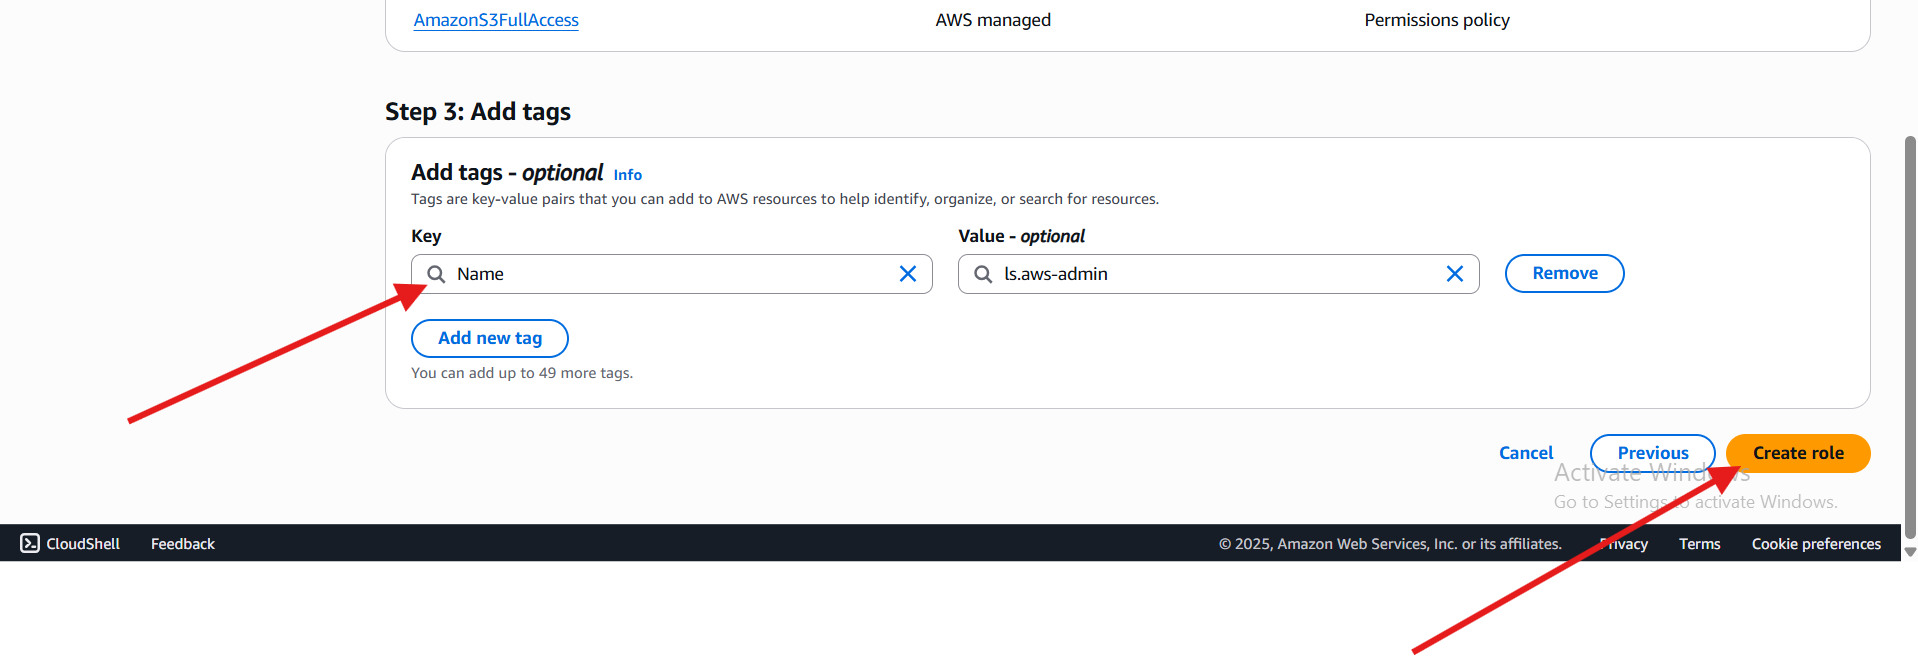 AmazonS3FullAccess AWS managed Permissions policy
Step 3: Add tags
Add tags - optional Info
Tags are key-value pairs that you can add to AWS resources to help identify, organize, or search for resources.
Key Value - optional
Name ls.aws-admin Remove
Add new tag
You can add up to 49 more tags.
Cancel Previous Create role
Activate Windows
Go to Settings to activate Windows.
CloudShell Feedback © 2025, Amazon Web Services, Inc. or its affiliates. Privacy Terms Cookie preferences